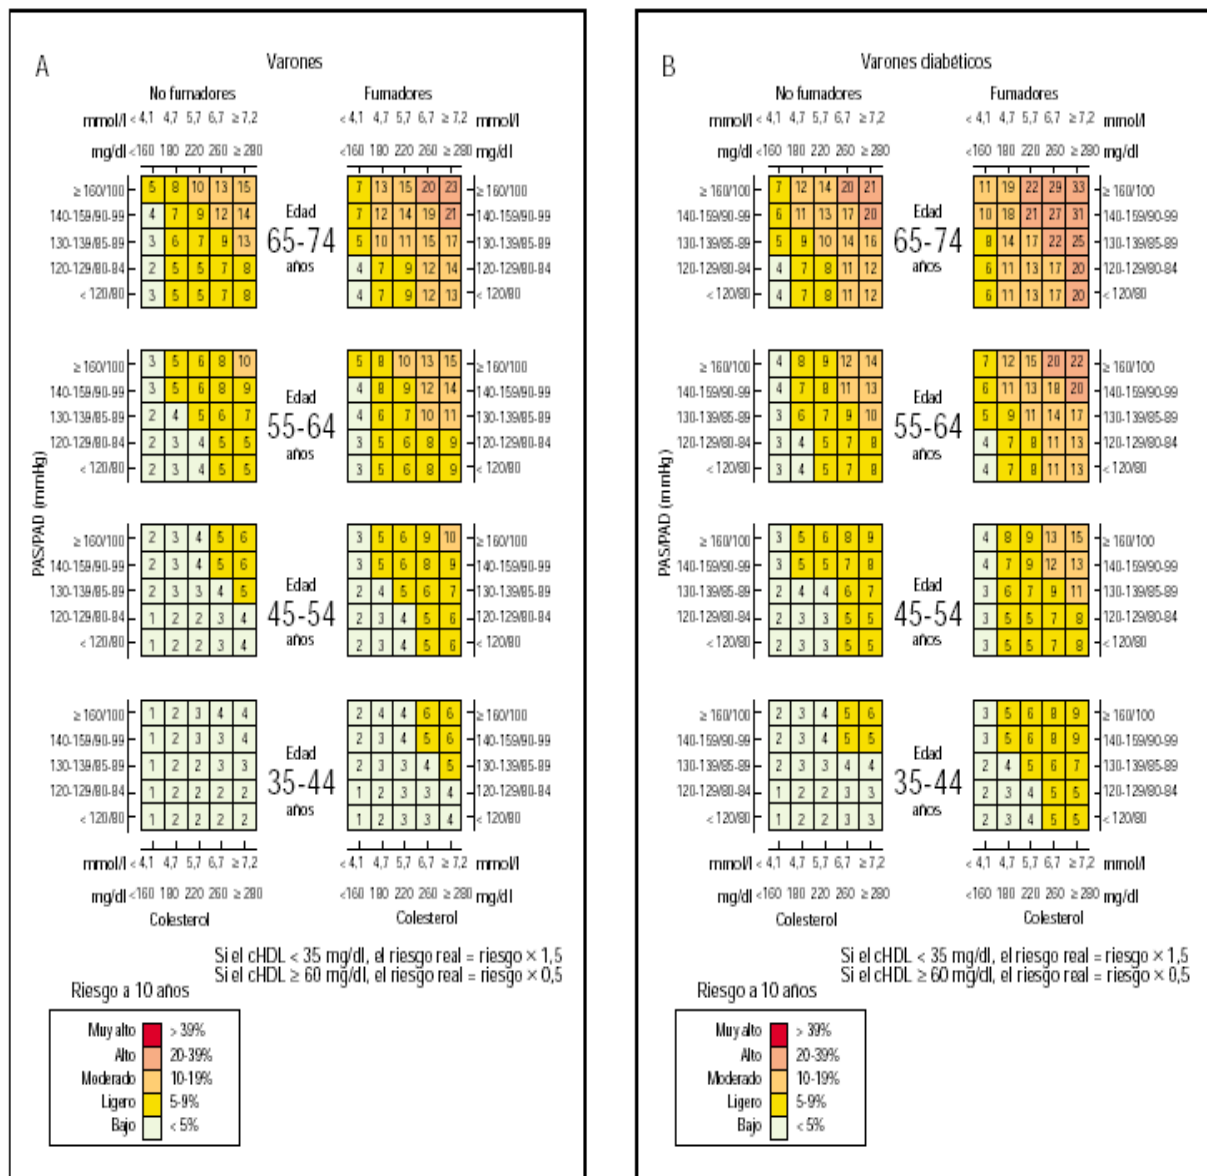 A
Varones
No fumadores Fumadores
mmol/l < 4,1 4,7 5,7 6,7 ≥ 7,2 < 4,1 4,7 5,7 6,7 ≥ 7,2 mmol/l
mg/dl <160 180 220 260 ≥ 280 <160 180 220 260 ≥ 280 mg/dl
PAS/PAD (mmHg)
≥ 160/100 5 8 10 13 15 7 13 15 20 23 ≥ 160/100
140-159/90-99 4 7 9 12 14 Edad 7 12 14 19 21 140-159/90-99
130-139/85-89 3 6 7 9 13 65-74 5 10 11 15 17 130-139/85-89
120-129/80-84 2 5 5 7 8 años 4 7 9 12 14 120-129/80-84
< 120/80 3 5 5 7 8 4 7 9 12 13 < 120/80
≥ 160/100 3 5 6 8 10 5 8 10 13 15 ≥ 160/100
140-159/90-99 3 5 6 8 9 Edad 4 8 9 12 14 140-159/90-99
130-139/85-89 2 4 5 6 7 55-64 4 6 7 10 11 130-139/85-89
120-129/80-84 2 3 4 5 5 años 3 5 6 8 9 120-129/80-84
< 120/80 2 3 4 5 5 3 5 6 8 9 < 120/80
≥ 160/100 2 3 4 5 6 3 5 6 9 10 ≥ 160/100
140-159/90-99 2 3 4 5 6 Edad 3 5 6 8 9 140-159/90-99
130-139/85-89 2 3 3 4 5 45-54 2 4 5 6 7 130-139/85-89
120-129/80-84 1 2 2 3 4 años 2 3 4 5 6 120-129/80-84
< 120/80 1 2 2 3 4 2 3 4 5 6 < 120/80
≥ 160/100 1 2 3 4 4 2 4 4 6 6 ≥ 160/100
140-159/90-99 1 2 3 3 4 Edad 2 3 4 5 6 140-159/90-99
130-139/85-89 1 2 2 3 3 35-44 2 3 3 4 5 130-139/85-89
120-129/80-84 1 2 2 2 2 años 1 2 3 3 4 120-129/80-84
< 120/80 1 2 2 2 2 1 2 3 3 4 < 120/80
mmol/l < 4,1 4,7 5,7 6,7 ≥ 7,2 < 4,1 4,7 5,7 6,7 ≥ 7,2 mmol/l
mg/dl <160 180 220 260 ≥ 280 <160 180 220 260 ≥ 280 mg/dl
Colesterol Colesterol
Si el cHDL < 35 mg/dl, el riesgo real = riesgo × 1,5
Si el cHDL ≥ 60 mg/dl, el riesgo real = riesgo × 0,5
Riesgo a 10 años
Muy alto > 39%
Alto 20-39%
Moderado 10-19%
Ligero 5-9%
Bajo < 5%
B
Varones diabéticos
No fumadores Fumadores
mmol/l < 4,1 4,7 5,7 6,7 ≥ 7,2 < 4,1 4,7 5,7 6,7 ≥ 7,2 mmol/l
mg/dl <160 180 220 260 ≥ 280 <160 180 220 260 ≥ 280 mg/dl
PAS/PAD (mmHg)
≥ 160/100 7 12 14 20 21 11 19 22 29 33 ≥ 160/100
140-159/90-99 6 11 13 17 20 Edad 10 18 21 27 31 140-159/90-99
130-139/85-89 5 9 10 14 16 65-74 8 14 17 22 25 130-139/85-89
120-129/80-84 4 7 8 11 12 años 6 11 13 17 20 120-129/80-84
< 120/80 4 7 8 11 12 6 11 13 17 20 < 120/80
≥ 160/100 4 8 9 12 14 7 12 15 20 22 ≥ 160/100
140-159/90-99 4 7 8 11 13 Edad 6 11 13 18 20 140-159/90-99
130-139/85-89 3 6 7 9 10 55-64 5 9 11 14 17 130-139/85-89
120-129/80-84 3 4 5 7 8 años 4 7 8 11 13 120-129/80-84
< 120/80 3 4 5 7 8 4 7 8 11 13 < 120/80
≥ 160/100 3 5 6 8 9 4 8 9 13 15 ≥ 160/100
140-159/90-99 3 5 5 7 8 Edad 4 7 9 12 13 140-159/90-99
130-139/85-89 2 4 4 6 7 45-54 3 6 7 9 11 130-139/85-89
120-129/80-84 2 3 3 5 5 años 3 5 5 7 8 120-129/80-84
< 120/80 2 3 3 5 5 3 5 5 7 8 < 120/80
≥ 160/100 2 3 4 5 6 3 5 6 8 9 ≥ 160/100
140-159/90-99 2 3 4 5 5 Edad 3 5 6 8 9 140-159/90-99
130-139/85-89 2 3 3 4 4 35-44 2 4 5 6 7 130-139/85-89
120-129/80-84 1 2 2 3 3 años 2 3 4 5 5 120-129/80-84
< 120/80 1 2 2 3 3 2 3 4 5 5 < 120/80
mmol/l < 4,1 4,7 5,7 6,7 ≥ 7,2 < 4,1 4,7 5,7 6,7 ≥ 7,2 mmol/l
mg/dl <160 180 220 260 ≥ 280 <160 180 220 260 ≥ 280 mg/dl
Colesterol Colesterol
Si el cHDL < 35 mg/dl, el riesgo real = riesgo × 1,5
Si el cHDL ≥ 60 mg/dl, el riesgo real = riesgo × 0,5
Riesgo a 10 años
Muy alto > 39%
Alto 20-39%
Moderado 10-19%
Ligero 5-9%
Bajo < 5%